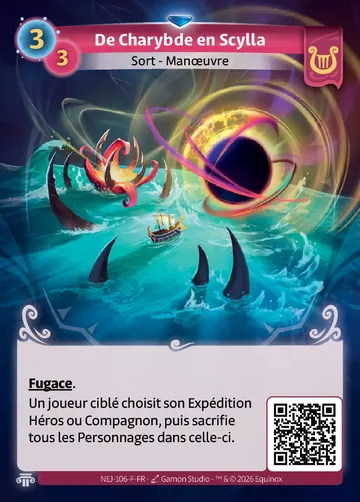 3
3
De Charybde en Scylla
Sort - Manœuvre
Fugace.
Un joueur ciblé choisit son Expédition
Héros ou Compagnon, puis sacrifie
tous les Personnages dans celle-ci.
NEJ-106-F-FR - Gamon Studio - ™ & © 2026 Equinox